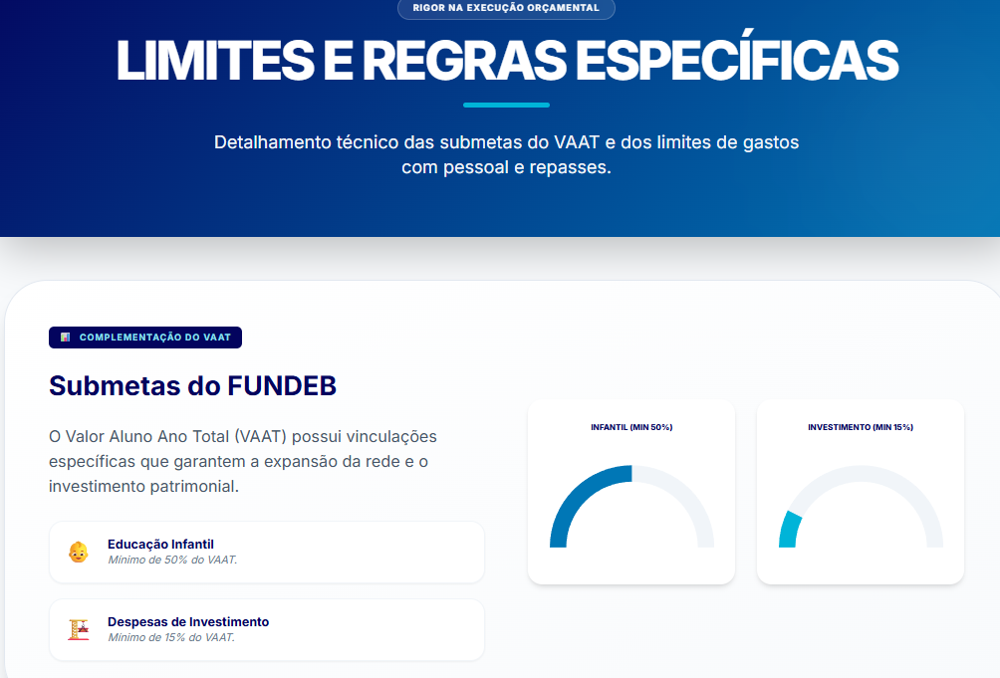 RIGOR NA EXECUÇÃO ORÇAMENTAL
LIMITES E REGRAS ESPECÍFICAS
Detalhamento técnico das submetas do VAAT e dos limites de gastos
com pessoal e repasses.
COMPLEMENTAÇÃO DO VAAT
Submetas do FUNDEB
O Valor Aluno Ano Total (VAAT) possui vinculações
específicas que garantem a expansão da rede e o
investimento patrimonial.
Educação Infantil
Mínimo de 50% do VAAT.
Despesas de Investimento
Mínimo de 15% do VAAT.
INFANTIL (MIN 50%)
INVESTIMENTO (MIN 15%)